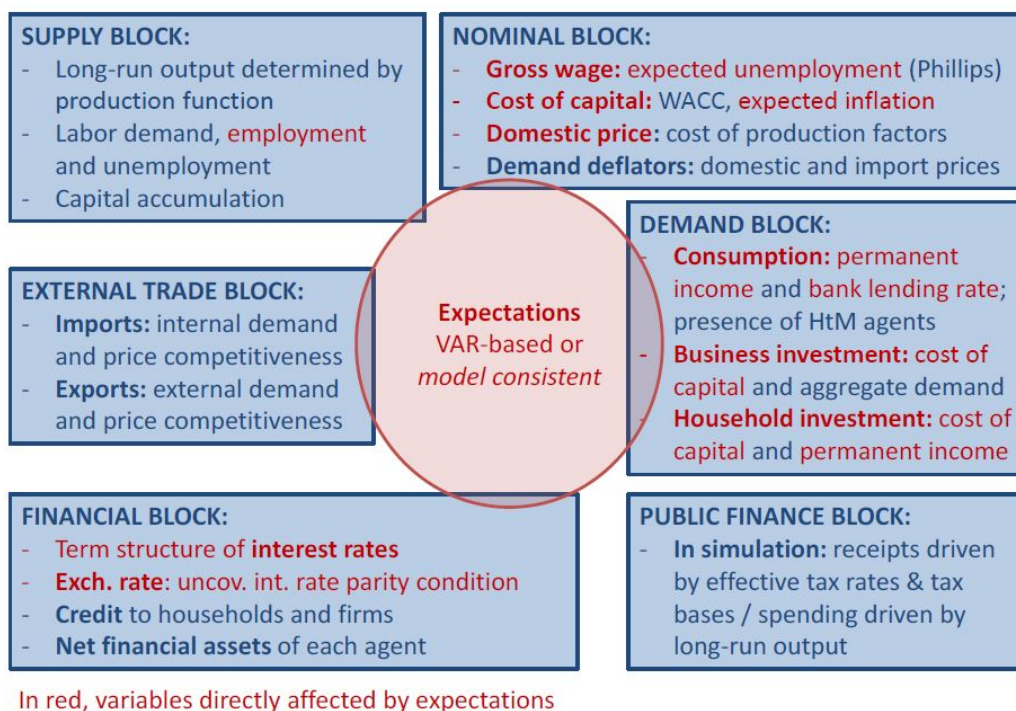 SUPPLY BLOCK:
- Long-run output determined by
production function
- Labor demand, employment
and unemployment
- Capital accumulation
NOMINAL BLOCK:
- Gross wage: expected unemployment (Phillips)
- Cost of capital: WACC, expected inflation
- Domestic price: cost of production factors
- Demand deflators: domestic and import prices
EXTERNAL TRADE BLOCK:
- Imports: internal demand
and price competitiveness
- Exports: external demand
and price competitiveness
Expectations
VAR-based or
model consistent
DEMAND BLOCK:
- Consumption: permanent
income and bank lending rate;
presence of HtM agents
- Business investment: cost of
capital and aggregate demand
- Household investment: cost of
capital and permanent income
FINANCIAL BLOCK:
- Term structure of interest rates
- Exch. rate: uncov. int. rate parity condition
- Credit to households and firms
- Net financial assets of each agent
PUBLIC FINANCE BLOCK:
- In simulation: receipts driven
by effective tax rates & tax
bases / spending driven by
long-run output
In red, variables directly affected by expectations